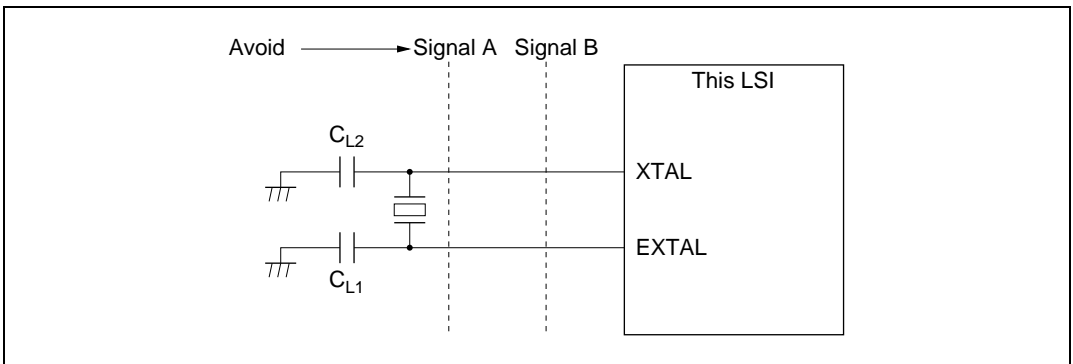 Avoid
Signal A
Signal B
This LSI
CL2
XTAL
EXTAL
CL1